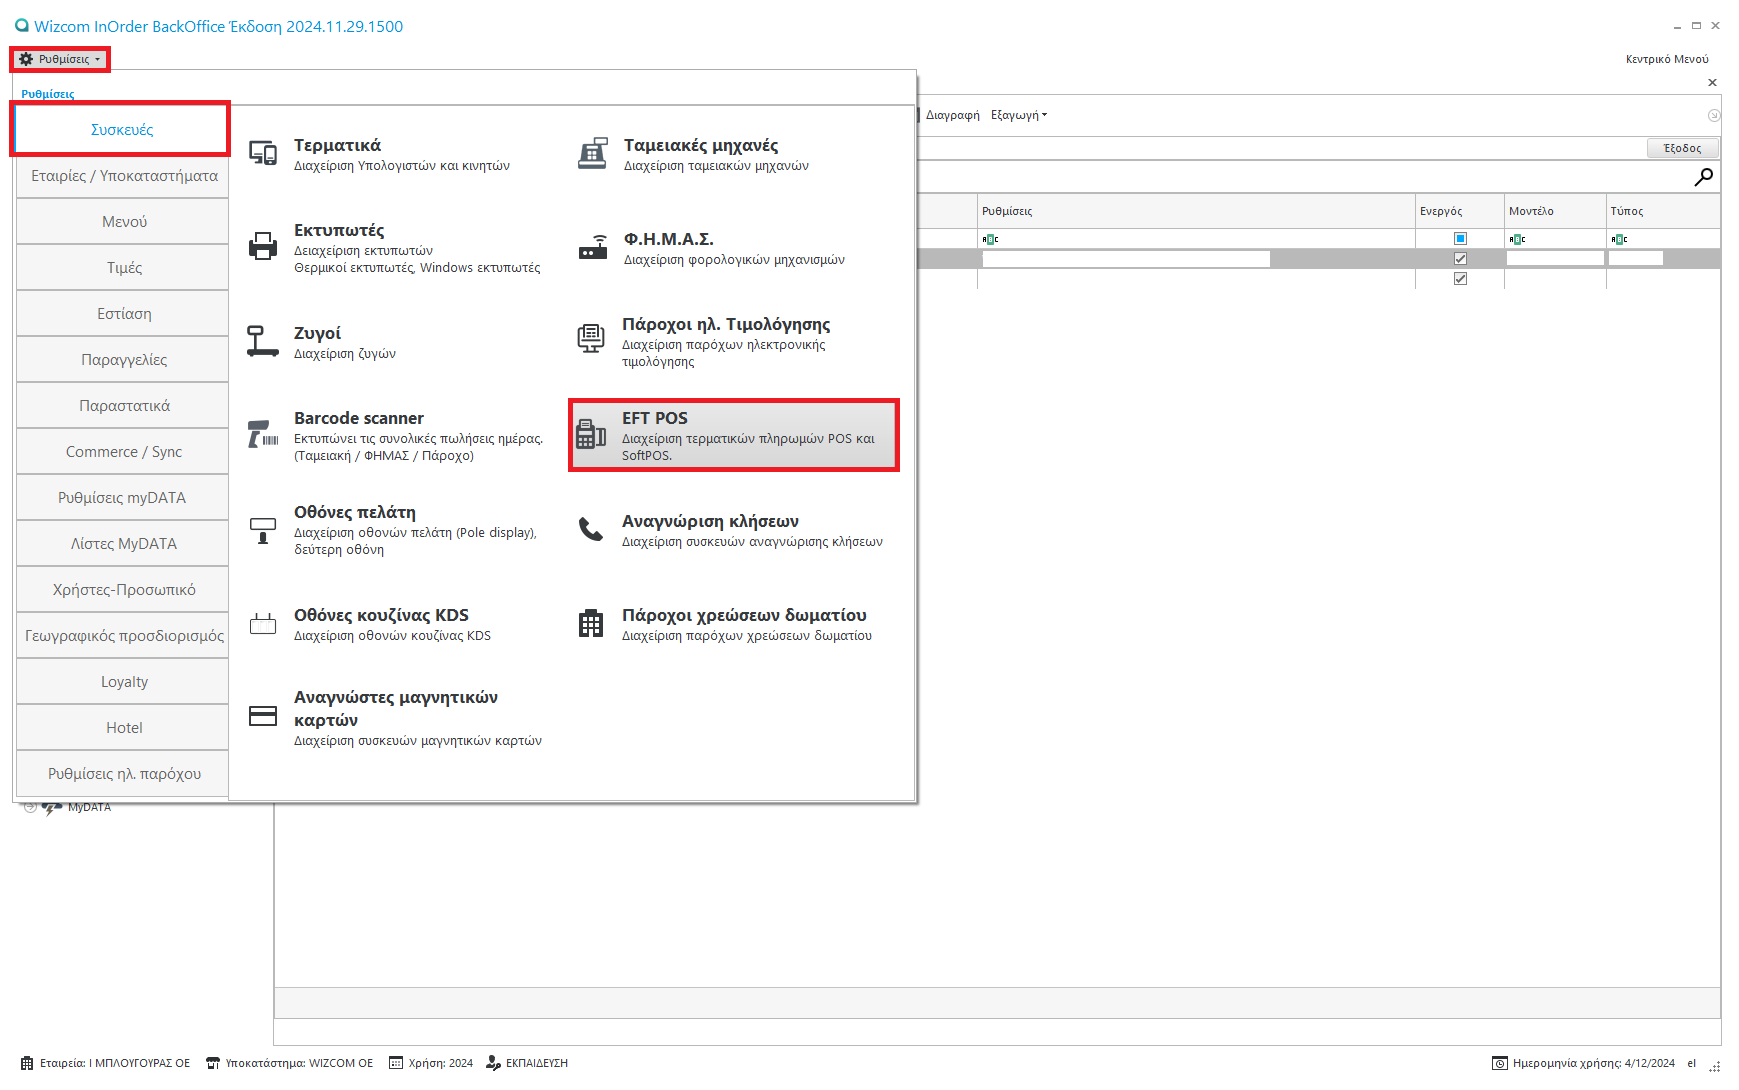 Wizcom InOrder BackOffice Έκδοση 2024.11.29.1500
Ρυθμίσεις
Κεντρικό Μενού
Ρυθμίσεις
Συσκευές
Εταιρίες / Υποκαταστήματα
Μενού
Τιμές
Εστίαση
Παραγγελίες
Παραστατικά
Commerce / Sync
Ρυθμίσεις myDATA
Λίστες MyDATA
Χρήστες-Προσωπικό
Γεωγραφικός προσδιορισμός
Loyalty
Hotel
Ρυθμίσεις ηλ. παρόχου
MyDATA
Τερματικά
Διαχείριση Υπολογιστών και κινητών
Ταμειακές μηχανές
Διαχείριση ταμειακών μηχανών
Εκτυπωτές
Δειαχείριση εκτυπωτών
Θερμικοί εκτυπωτές, Windows εκτυπωτές
Φ.Η.Μ.Α.Σ.
Διαχείριση φορολογικών μηχανισμών
Ζυγοί
Διαχείριση ζυγών
Πάροχοι ηλ. Τιμολόγησης
Διαχείριση παρόχων ηλεκτρονικής
τιμολόγησης
Barcode scanner
Εκτυπώνει τις συνολικές πωλήσεις ημέρας.
(Ταμειακή / ΦΗΜΑΣ / Πάροχο)
EFT POS
Διαχείριση τερματικών πληρωμών POS και
SoftPOS.
Οθόνες πελάτη
Διαχείριση οθονών πελάτη (Pole display),
δεύτερη οθόνη
Αναγνώριση κλήσεων
Διαχείριση συσκευών αναγνώρισης κλήσεων
Οθόνες κουζίνας KDS
Διαχείριση οθονών κουζίνας KDS
Πάροχοι χρεώσεων δωματίου
Διαχείριση παρόχων χρεώσεων δωματίου
Αναγνώστες μαγνητικών
καρτών
Διαχείριση συσκευών μαγνητικών καρτών
Διαγραφή Εξαγωγή
Έξοδος
Ρυθμίσεις Ενεργός Μοντέλο Τύπος
ABC ABC ABC
Εταιρεία: Ι ΜΠΛΟΥΓΟΥΡΑΣ ΟΕ Υποκατάστημα: WIZCOM ΟΕ Χρήση: 2024 ΕΚΠΑΙΔΕΥΣΗ
Ημερομηνία χρήσης: 4/12/2024 el